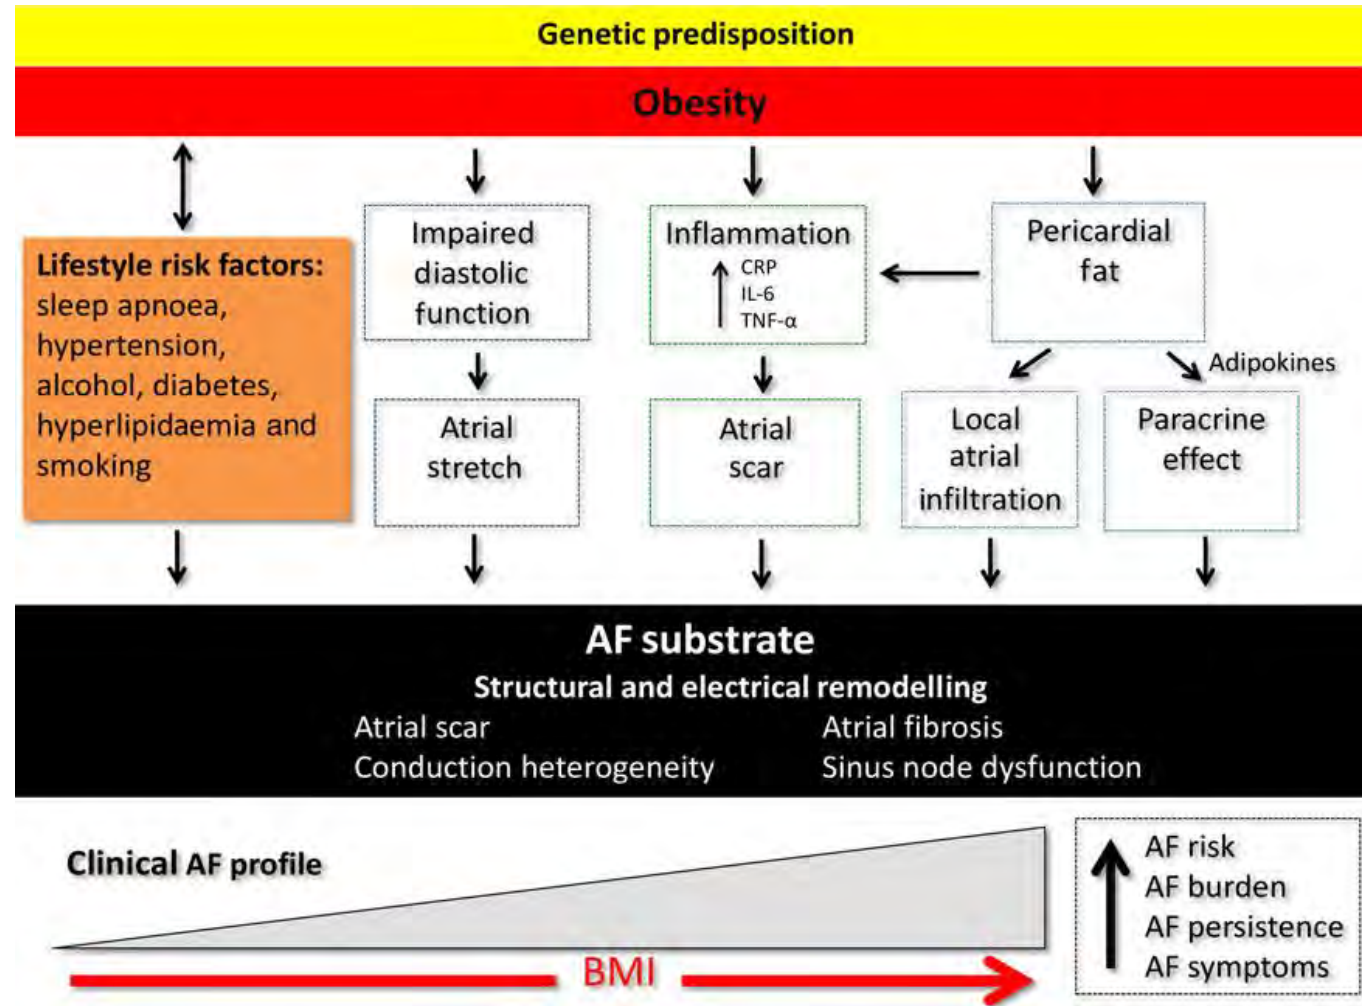 Genetic predisposition
Obesity
Lifestyle risk factors:
sleep apnoea,
hypertension,
alcohol, diabetes,
hyperlipidaemia and
smoking
Impaired
diastolic
function
Atrial
stretch
Inflammation
CRP
IL-6
TNF-α
Atrial
scar
Pericardial
fat
Adipokines
Local
atrial
infiltration
Paracrine
effect
AF substrate
Structural and electrical remodelling
Atrial scar
Atrial fibrosis
Conduction heterogeneity
Sinus node dysfunction
Clinical AF profile
BMI
AF risk
AF burden
AF persistence
AF symptoms